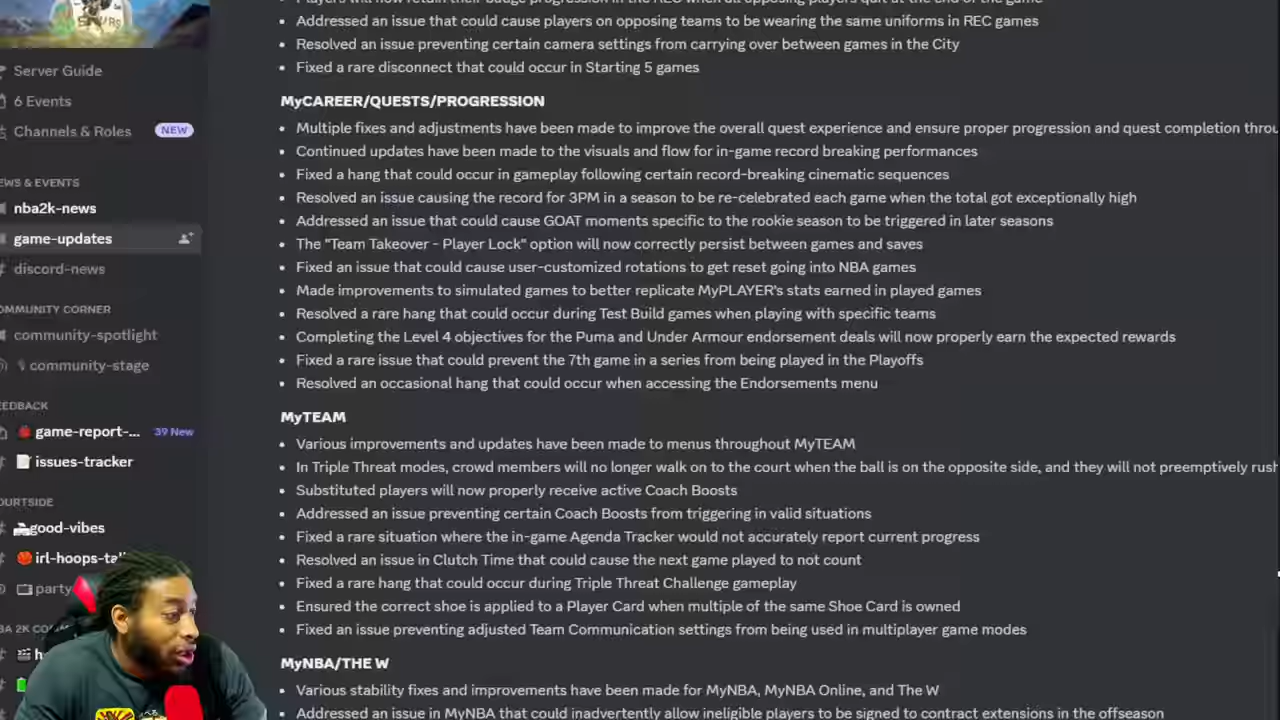 Players will now retain their badge progression in the REC when all opposing players quit at the end of the game
• Addressed an issue that could cause players on opposing teams to be wearing the same uniforms in REC games
Server Guide
• Resolved an issue preventing certain camera settings from carrying over between games in the City
• Fixed a rare disconnect that could occur in Starting 5 games
6 Events
MyCAREER/QUESTS/PROGRESSION
Channels & Roles NEW
• Multiple fixes and adjustments have been made to improve the overall quest experience and ensure proper progression and quest completion throu
• Continued updates have been made to the visuals and flow for in-game record breaking performances
• Fixed a hang that could occur in gameplay following certain record-breaking cinematic sequences
EWS & EVENTS
• Resolved an issue causing the record for 3PM in a season to be re-celebrated each game when the total got exceptionally high
nba2k-news
• Addressed an issue that could cause GOAT moments specific to the rookie season to be triggered in later seasons
game-updates
• The "Team Takeover - Player Lock" option will now correctly persist between games and saves
discord-news
• Fixed an issue that could cause user-customized rotations to get reset going into NBA games
• Made improvements to simulated games to better replicate MyPLAYER's stats earned in played games
OMMUNITY CORNER
• Resolved a rare hang that could occur during Test Build games when playing with specific teams
community-spotlight
• Completing the Level 4 objectives for the Puma and Under Armour endorsement deals will now properly earn the expected rewards
community-stage
• Fixed a rare issue that could prevent the 7th game in a series from being played in the Playoffs
• Resolved an occasional hang that could occur when accessing the Endorsements menu
EEDBACK
MyTEAM
game-report-... 39 New
• Various improvements and updates have been made to menus throughout MyTEAM
issues-tracker
• In Triple Threat modes, crowd members will no longer walk on to the court when the ball is on the opposite side, and they will not preemptively rush
• Substituted players will now properly receive active Coach Boosts
OURTSIDE
• Addressed an issue preventing certain Coach Boosts from triggering in valid situations
good-vibes
• Fixed a rare situation where the in-game Agenda Tracker would not accurately report current progress
irl-hoops-tal
• Resolved an issue in Clutch Time that could cause the next game played to not count
party
• Fixed a rare hang that could occur during Triple Threat Challenge gameplay
• Ensured the correct shoe is applied to a Player Card when multiple of the same Shoe Card is owned
BA 2K CO
• Fixed an issue preventing adjusted Team Communication settings from being used in multiplayer game modes
MyNBA/THE W
• Various stability fixes and improvements have been made for MyNBA, MyNBA Online, and The W
• Addressed an issue in MyNBA that could inadvertently allow ineligible players to be signed to contract extensions in the offseason